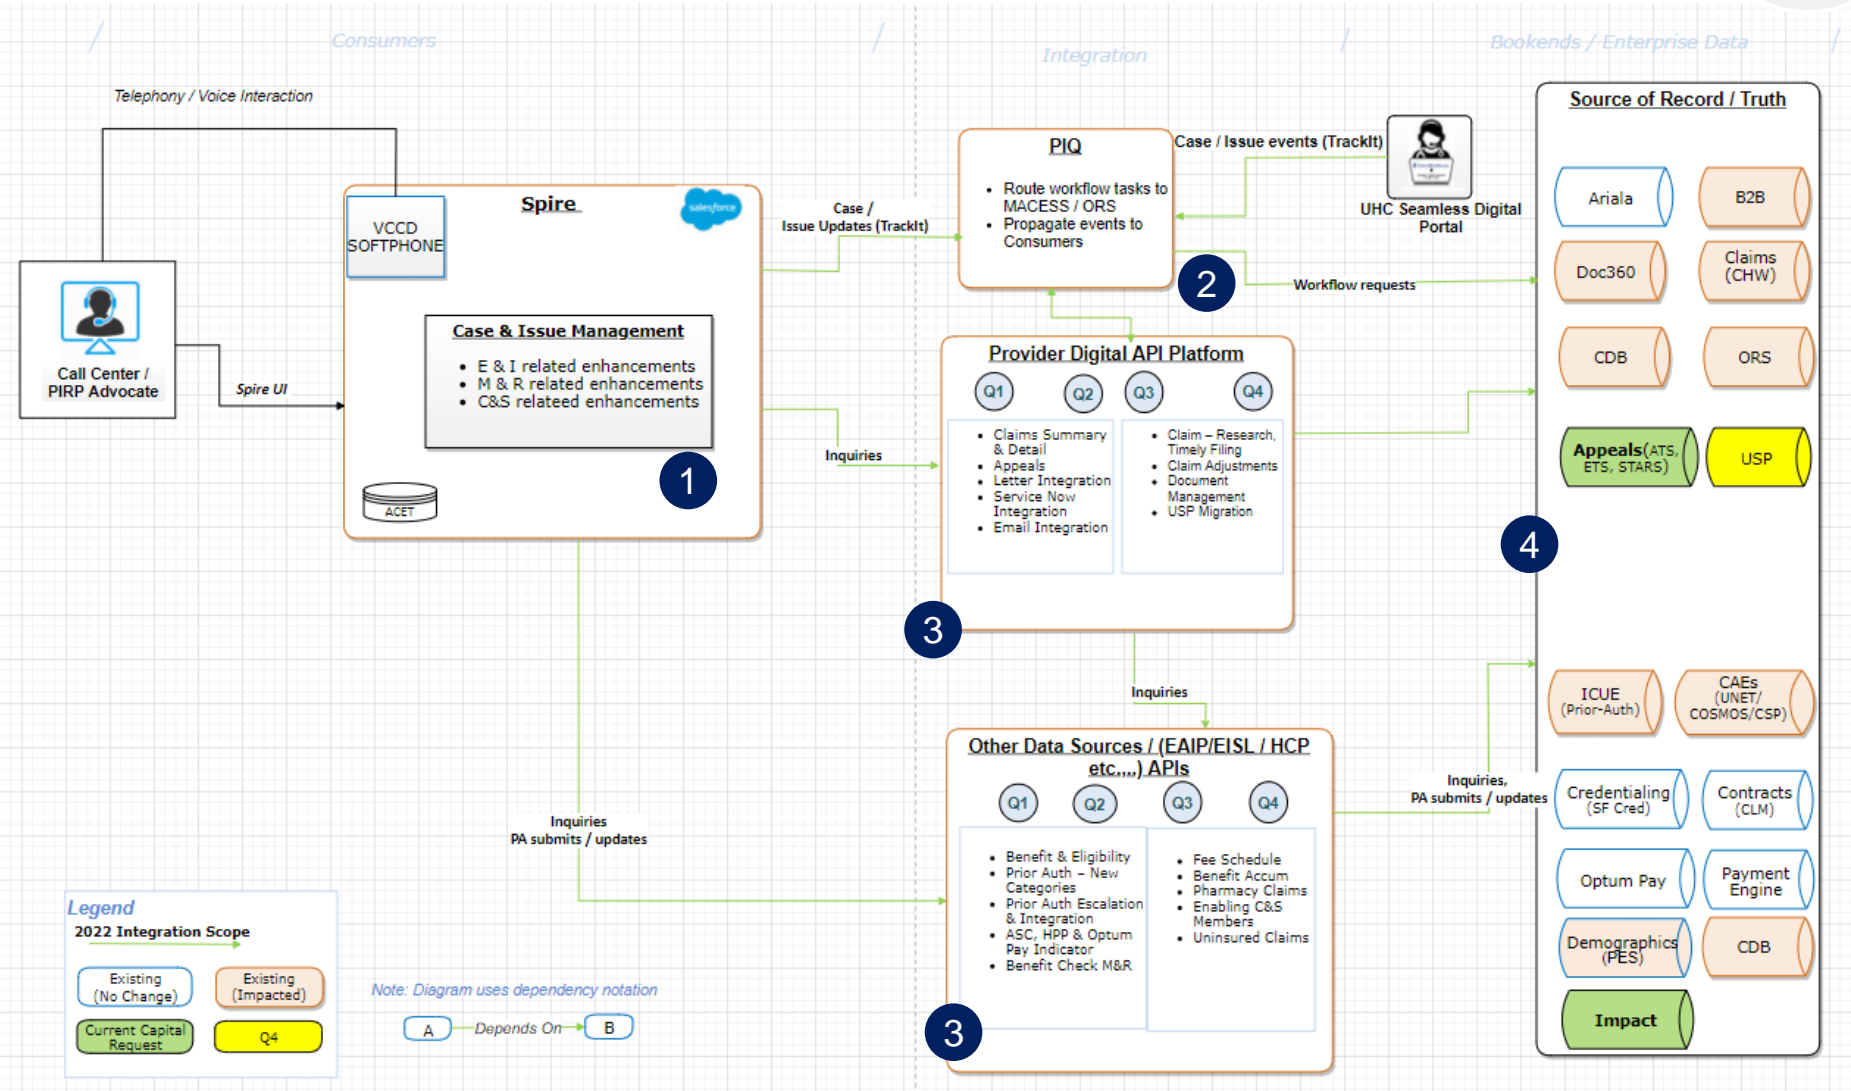 Consumers
Integration
Bookends / Enterprise Data
Telephony / Voice Interaction
Call Center /
PIRP Advocate
Spire UI
VCCD
SOFTPHONE
Spire
salesforce
Case & Issue Management
E & I related enhancements
M & R related enhancements
C&S relateed enhancements
1
ACET
Case /
Issue Updates (TrackIt)
Inquiries
Inquiries
PA submits / updates
PIQ
Route workflow tasks to
MACESS / ORS
Propagate events to
Consumers
2
Case / Issue events (TrackIt)
UHC Seamless Digital
Portal
Workflow requests
Provider Digital API Platform
Q1
Q2
Q3
Q4
Claims Summary
& Detail
Appeals
Letter Integration
Service Now
Integration
Email Integration
Claim – Research,
Timely Filing
Claim Adjustments
Document
Management
USP Migration
3
Inquiries
Other Data Sources / (EAIP/EISL / HCP
etc.,..) APIs
Q1
Q2
Q3
Q4
Benefit & Eligibility
Prior Auth – New
Categories
Prior Auth Escalation
& Integration
ASC, HPP & Optum
Pay Indicator
Benefit Check M&R
Fee Schedule
Benefit Accum
Pharmacy Claims
Enabling C&S
Members
Uninsured Claims
3
Inquiries,
PA submits / updates
Source of Record / Truth
Ariala
B2B
Doc360
Claims
(CHW)
CDB
ORS
Appeals(ATS,
ETS, STARS)
USP
4
ICUE
(Prior-Auth)
CAEs
(UNET/
COSMOS/CSP)
Credentialing
(SF Cred)
Contracts
(CLM)
Optum Pay
Payment
Engine
Demographics
(PES)
CDB
Impact
Legend
2022 Integration Scope
Existing
(No Change)
Existing
(Impacted)
Current Capital
Request
Q4
Note: Diagram uses dependency notation
A
Depends On
B